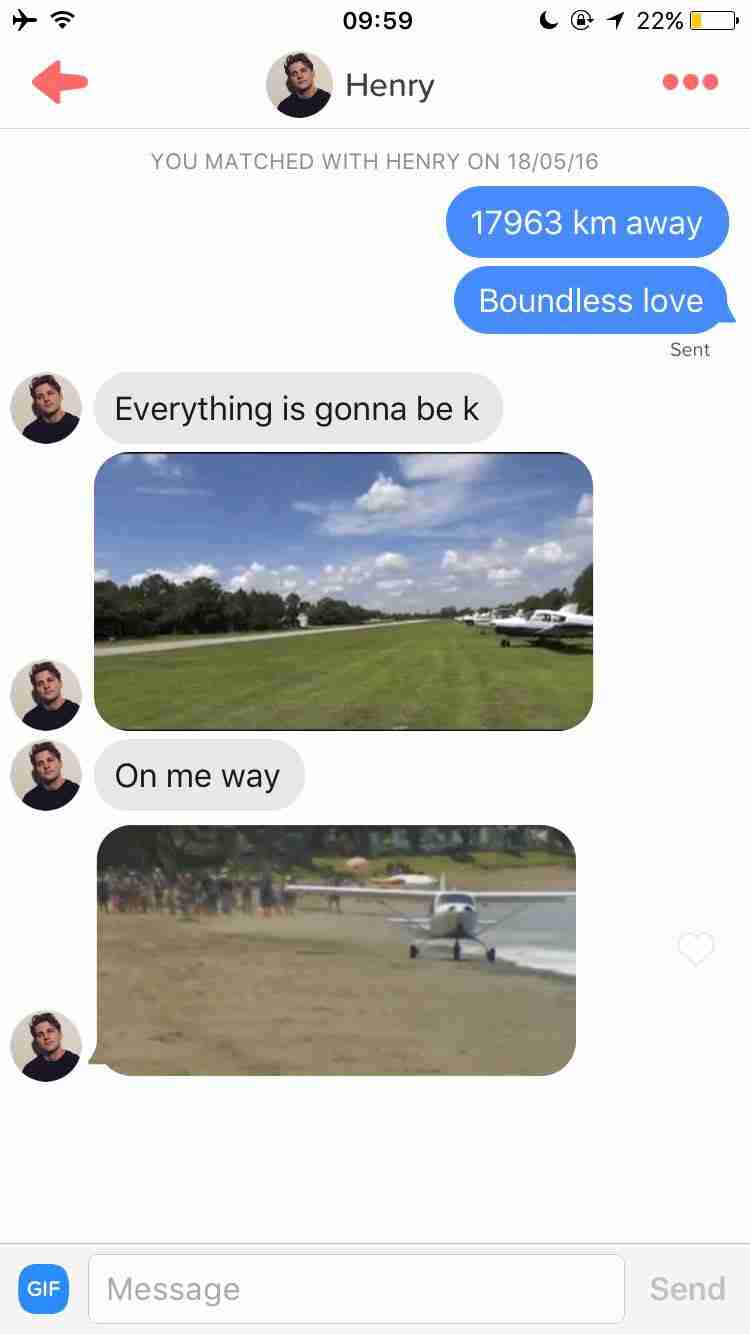 09:59
22%
Henry
YOU MATCHED WITH HENRY ON 18/05/16
17963 km away
Boundless love
Sent
Everything is gonna be k
On me way
GIF
Message
Send